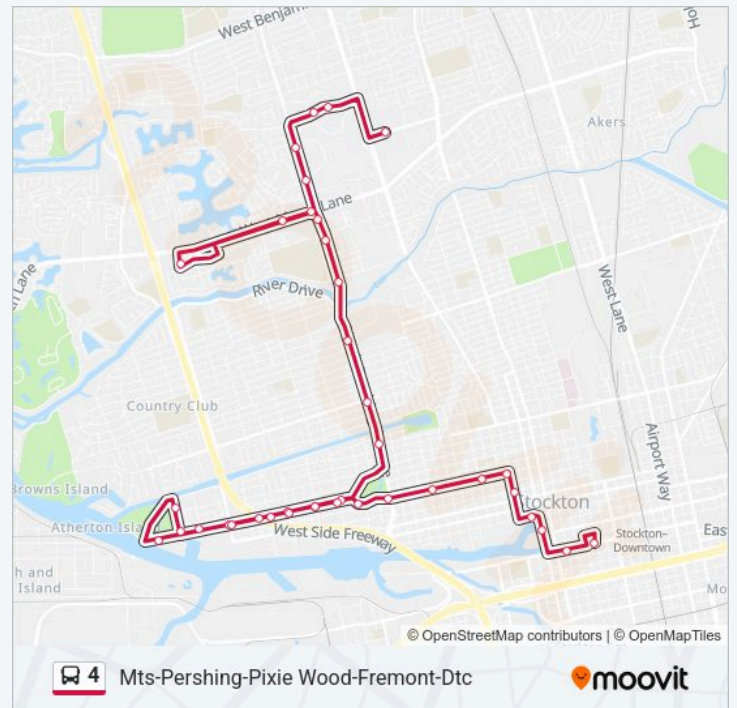 West Benjam
Hol
Akers
Lane
River Drive
n Lane
West Lane
Country Club
Airport Way
Browns Island
Stockton
Atherton Isla
West Side Freeway
Stockton–
Downtown
East
h and
Island
Mo
© OpenStreetMap contributors | © OpenMapTiles
4 Mts-Pershing-Pixie Wood-Fremont-Dtc
moovit